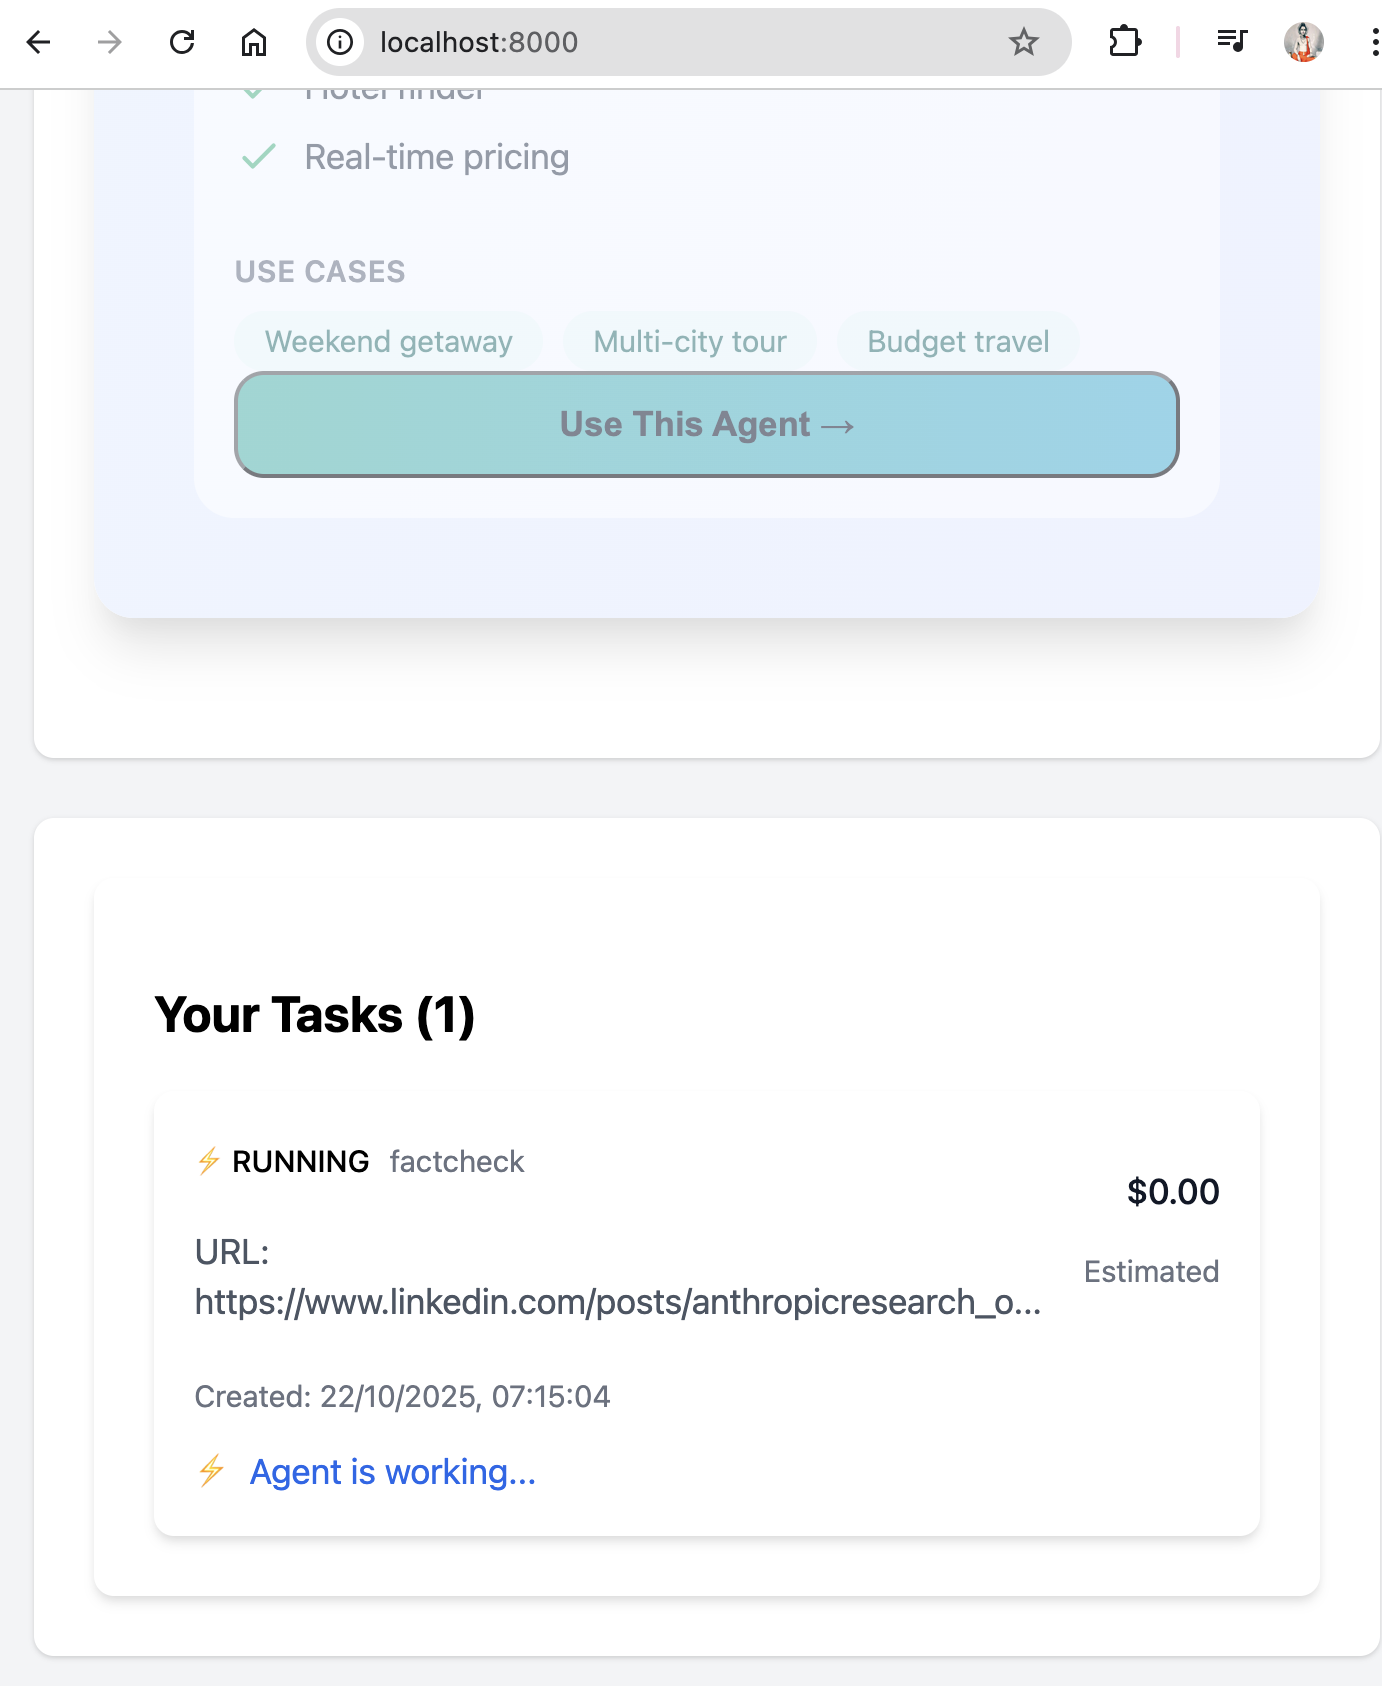 localhost:8000
Hotel finder
Real-time pricing
USE CASES
Weekend getaway
Multi-city tour
Budget travel
Use This Agent →
Your Tasks (1)
⚡ RUNNING factcheck
$0.00
URL:
https://www.linkedin.com/posts/anthropicresearch_o...
Estimated
Created: 22/10/2025, 07:15:04
⚡ Agent is working...